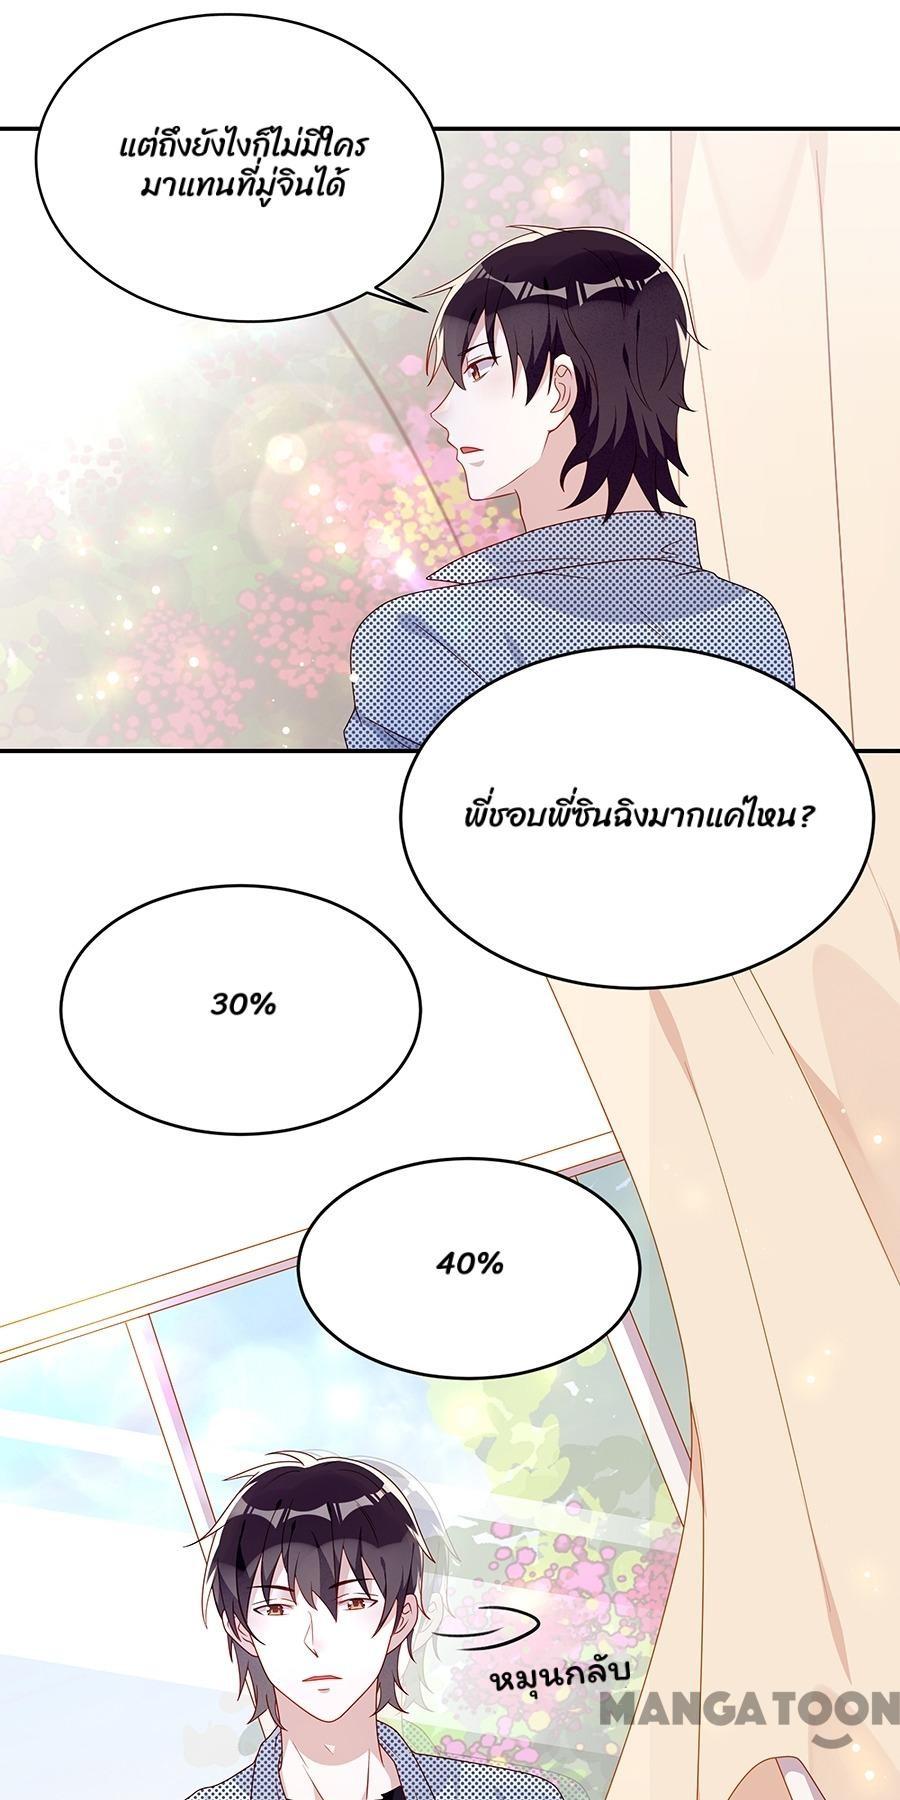 แต่ถึงยังไงก็ไม่มีใคร
มาแทนที่มู่จินได้
พี่ชอบพี่ซินฉิงมากแค่ไหน?
30%
40%
หมุนกลับ
MANGATOON